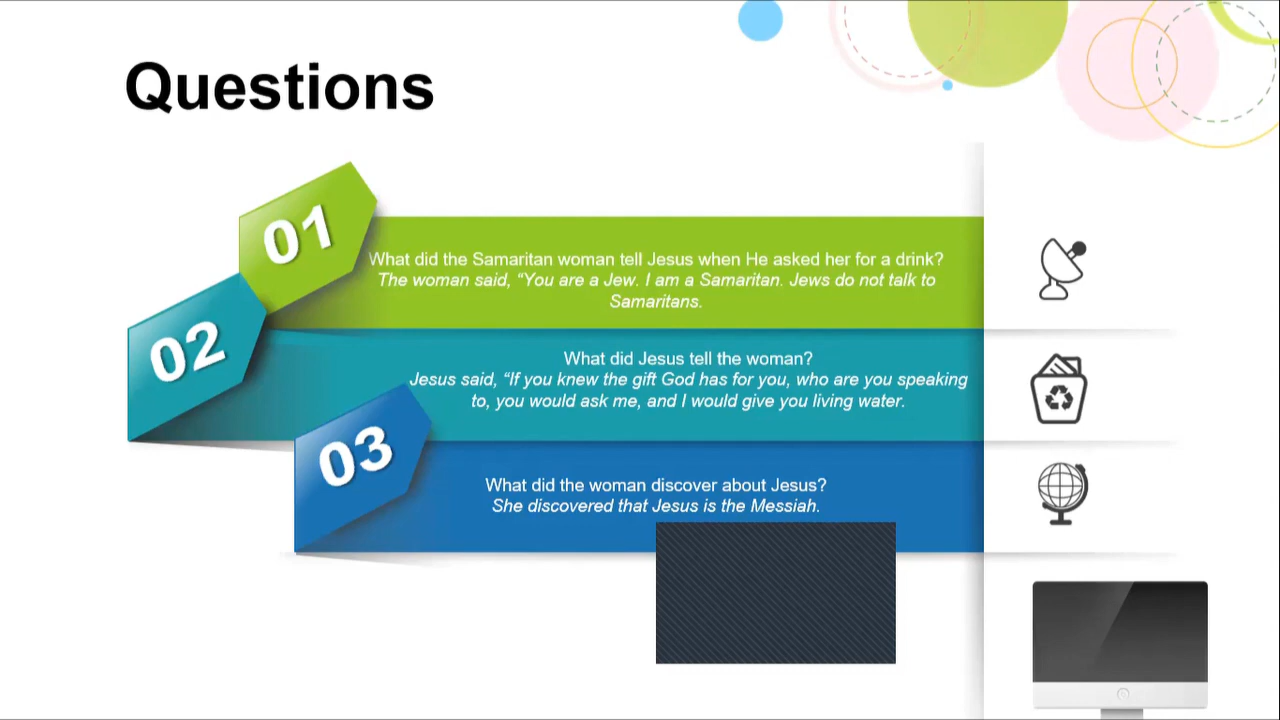 Questions
01
What did the Samaritan woman tell Jesus when He asked her for a drink?
The woman said, “You are a Jew. I am a Samaritan. Jews do not talk to
Samaritans.
02
What did Jesus tell the woman?
Jesus said, “If you knew the gift God has for you, who are you speaking
to, you would ask me, and I would give you living water.
03
What did the woman discover about Jesus?
She discovered that Jesus is the Messiah.